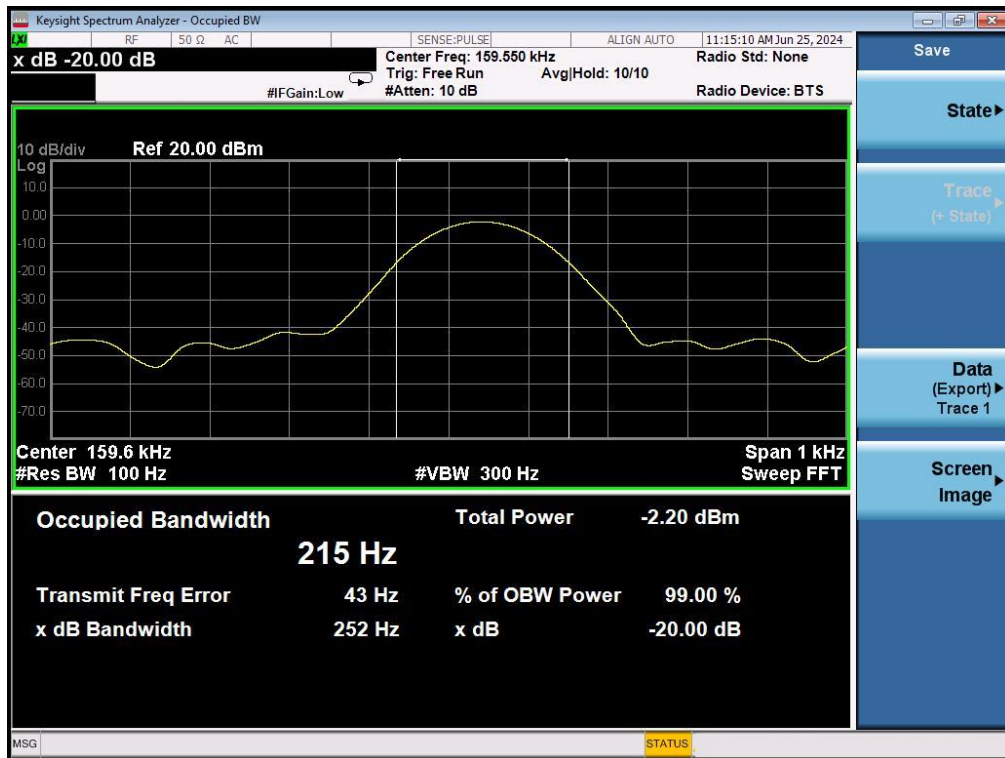 Keysight Spectrum Analyzer - Occupied BW
LXI RF 50 Ω AC SENSE:PULSE ALIGN AUTO 11:15:10 AM Jun 25, 2024
x dB -20.00 dB
Center Freq: 159.550 kHz Radio Std: None
Trig: Free Run Avg|Hold: 10/10
#IFGain:Low #Atten: 10 dB Radio Device: BTS
10 dB/div Ref 20.00 dBm
Log
10.0
0.00
-10.0
-20.0
-30.0
-40.0
-50.0
-60.0
-70.0
Center 159.6 kHz Span 1 kHz
#Res BW 100 Hz #VBW 300 Hz Sweep FFT
Occupied Bandwidth Total Power -2.20 dBm
215 Hz
Transmit Freq Error 43 Hz % of OBW Power 99.00 %
x dB Bandwidth 252 Hz x dB -20.00 dB
MSG STATUS
Save
State
Trace
(+ State)
Data
(Export)
Trace 1
Screen
Image